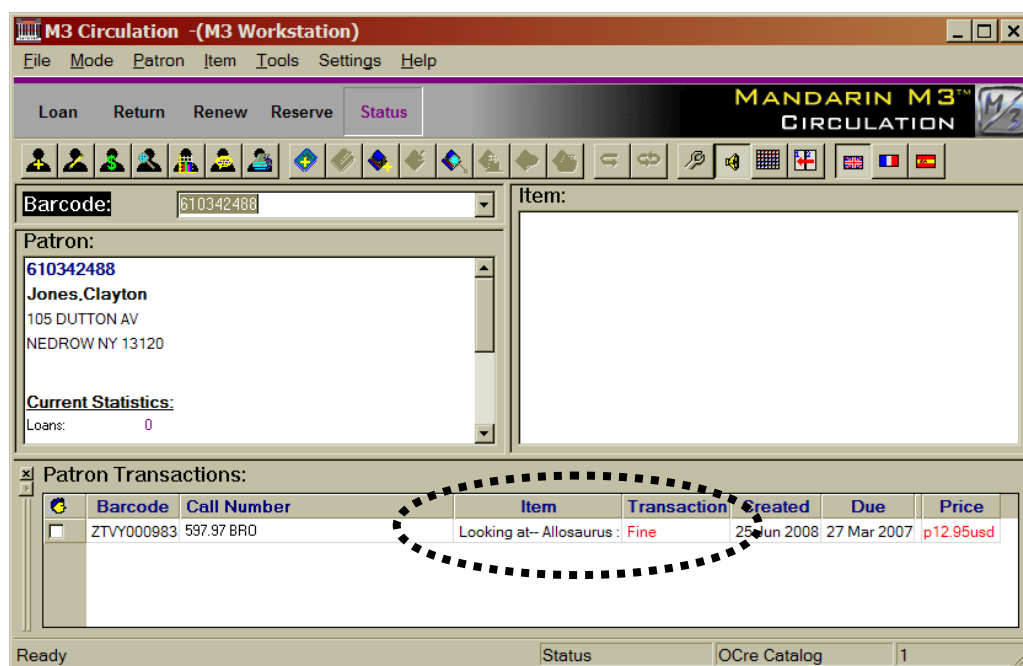 M3 Circulation -(M3 Workstation)
File Mode Patron Item Tools Settings Help
Loan Return Renew Reserve Status
MANDARIN M3™
CIRCULATION
M/3
Barcode: 610342488
Item:
Patron:
610342488
Jones,Clayton
105 DUTTON AV
NEDROW NY 13120
Current Statistics:
Loans: 0
Patron Transactions:
Barcode Call Number Item Transaction Created Due Price
ZTVY000983 597.97 BRO Looking at-- Allosaurus : Fine 25 Jun 2008 27 Mar 2007 p12.95usd
Ready Status OCre Catalog 1